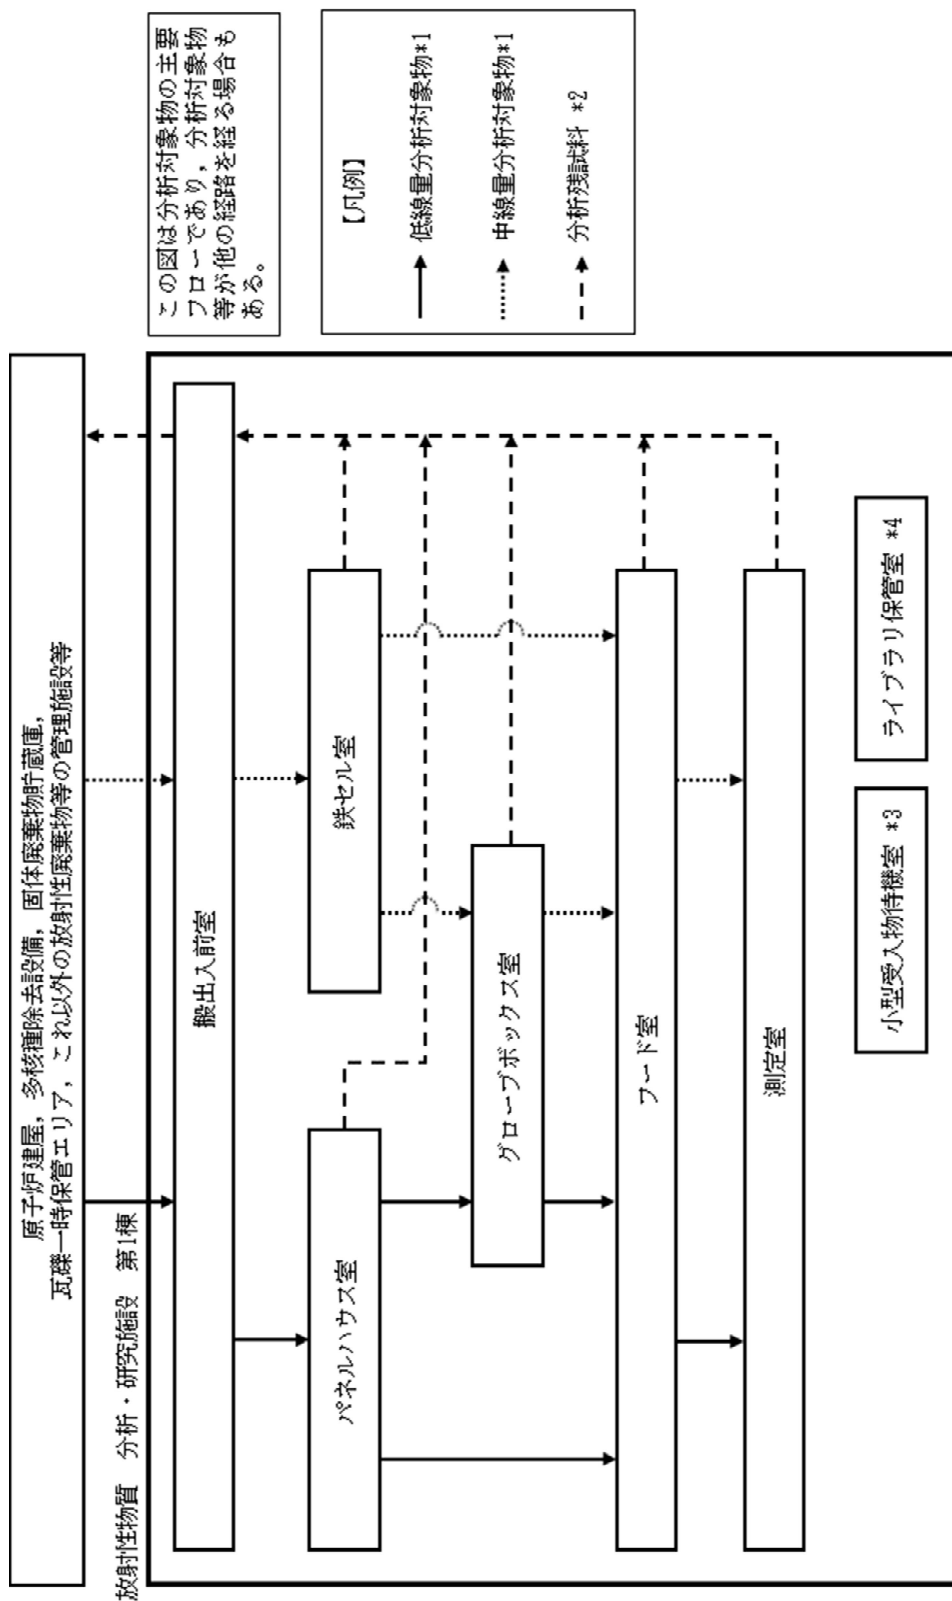 原子炉建屋，多核種除去設備，固体廃棄物貯蔵庫，
瓦礫一時保管エリア，これ以外の放射性廃棄物等の管理施設等
放射性物質　分析・研究施設　第1棟
搬出入前室
パネルハウス室
鉄セル室
グローブボックス室
フード室
測定室
小型受入物待機室 *3
ライブラリ保管室 *4
この図は分析対象物の主要
フローであり，分析対象物
等が他の経路を経る場合も
ある。
【凡例】
低線量分析対象物*1
中線量分析対象物*1
分析残試料 *2